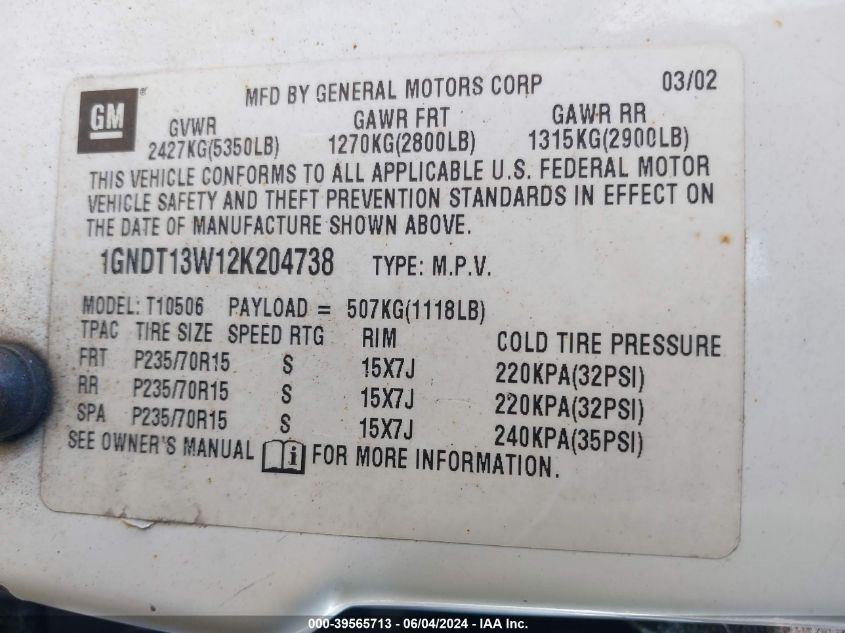 GM®
MFD BY GENERAL MOTORS CORP 03/02
GVWR GAWR FRT GAWR RR
2427KG(5350LB) 1270KG(2800LB) 1315KG(2900LB)
THIS VEHICLE CONFORMS TO ALL APPLICABLE U.S. FEDERAL MOTOR
VEHICLE SAFETY AND THEFT PREVENTION STANDARDS IN EFFECT ON
THE DATE OF MANUFACTURE SHOWN ABOVE.
1GNDT13W12K204738 TYPE: M.P.V.
MODEL: T10506 PAYLOAD = 507KG(1118LB)
TPAC TIRE SIZE SPEED RTG RIM COLD TIRE PRESSURE
FRT P235/70R15 S 15X7J 220KPA(32PSI)
RR P235/70R15 S 15X7J 220KPA(32PSI)
SPA P235/70R15 S 15X7J 240KPA(35PSI)
SEE OWNER'S MANUAL i FOR MORE INFORMATION.
000-39565713 - 06/04/2024 - IAA Inc.